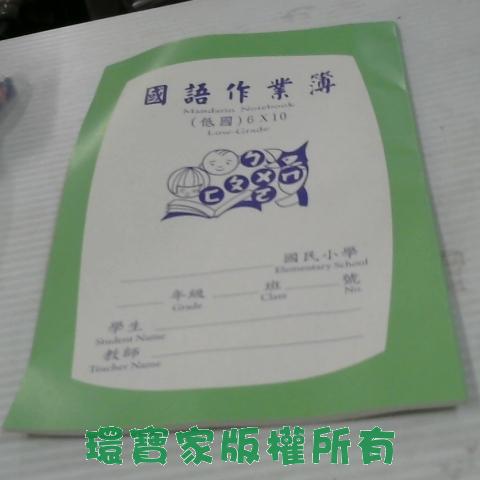 國語作業簿
Mandarin Notebook
(低國) 6 X 10
Low-Grade
國民小學
Elementary School
年級 班 號
Grade Class No.
學生
Student Name
教師
Teacher Name
環寶家版權所有